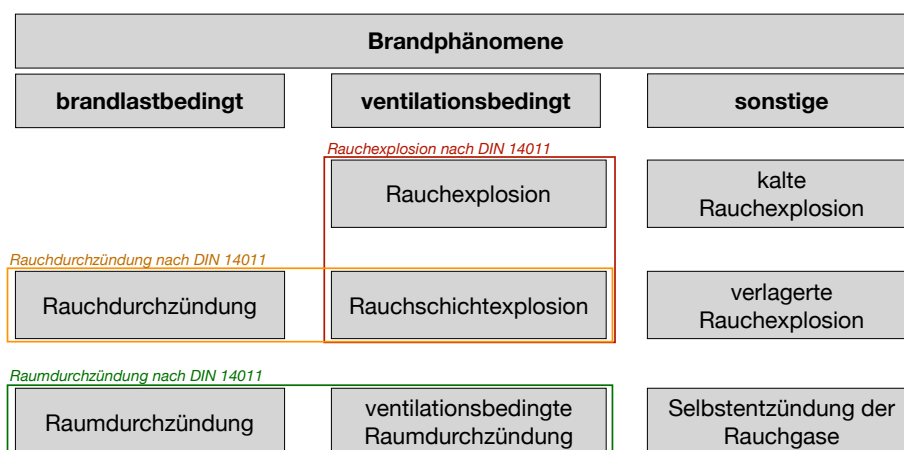 Brandphänomene
brandlastbedingt
ventilationsbedingt
sonstige
Rauchexplosion nach DIN 14011
Rauchexplosion
kalte
Rauchexplosion
Rauchdurchzündung nach DIN 14011
Rauchdurchzündung
Rauchschichtexplosion
verlagerte
Rauchexplosion
Raumdurchzündung nach DIN 14011
Raumdurchzündung
ventilationsbedingte
Raumdurchzündung
Selbstentzündung der
Rauchgase